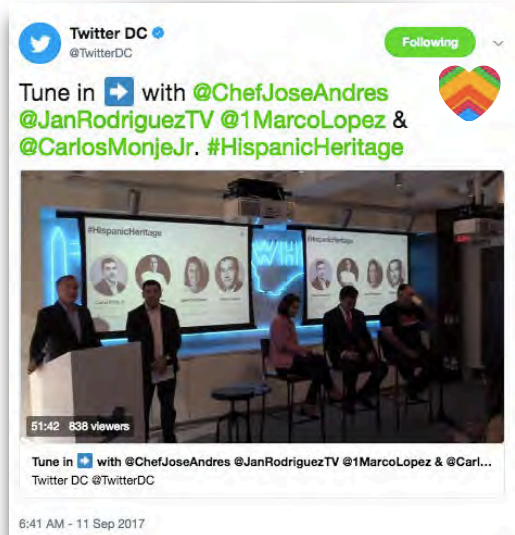 Twitter DC
@TwitterDC
Following
Tune in ➡ with @ChefJoseAndres
@JanRodriguezTV @1MarcoLopez &
@CarlosMonjeJr. #HispanicHeritage
#HispanicHeritage
#HispanicHeritage
51:42 838 viewers
Tune in ➡ with @ChefJoseAndres @JanRodriguezTV @1MarcoLopez & @Carl...
Twitter DC @TwitterDC
6:41 AM - 11 Sep 2017